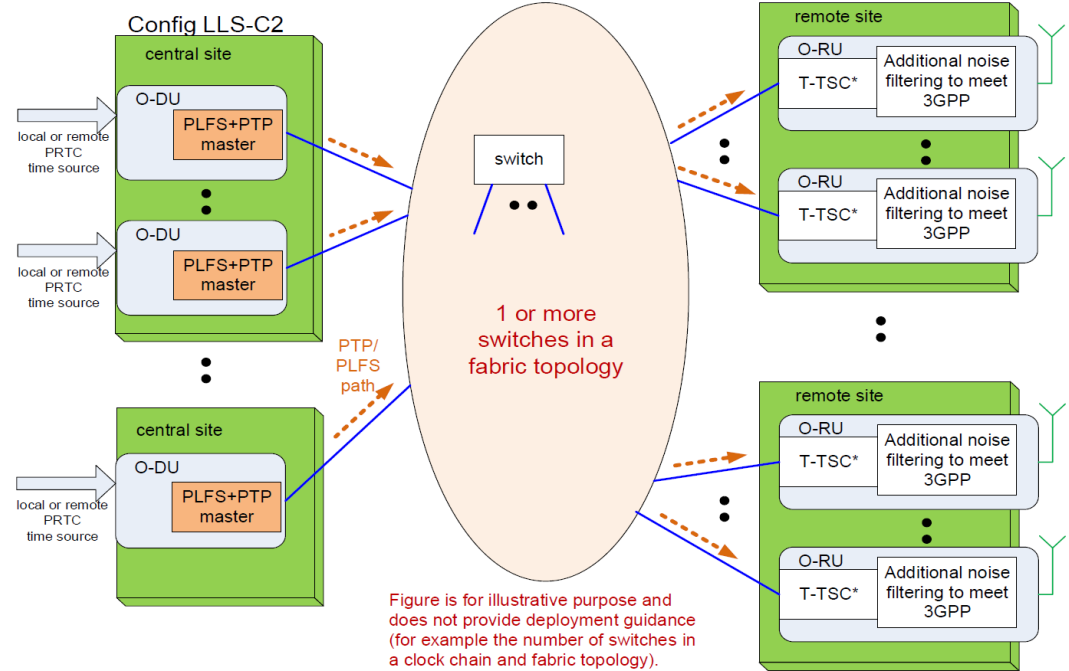 Config LLS-C2
central site
O-DU
PLFS+PTP
master
local or remote
PRTC
time source
O-DU
PLFS+PTP
master
local or remote
PRTC
time source
central site
O-DU
PLFS+PTP
master
local or remote
PRTC
time source
PTP/
PLFS
path
switch
1 or more
switches in a
fabric topology
Figure is for illustrative purpose and
does not provide deployment guidance
(for example the number of switches in
a clock chain and fabric topology).
remote site
O-RU
T-TSC*
Additional noise
filtering to meet
3GPP
O-RU
T-TSC*
Additional noise
filtering to meet
3GPP
remote site
O-RU
T-TSC*
Additional noise
filtering to meet
3GPP
O-RU
T-TSC*
Additional noise
filtering to meet
3GPP